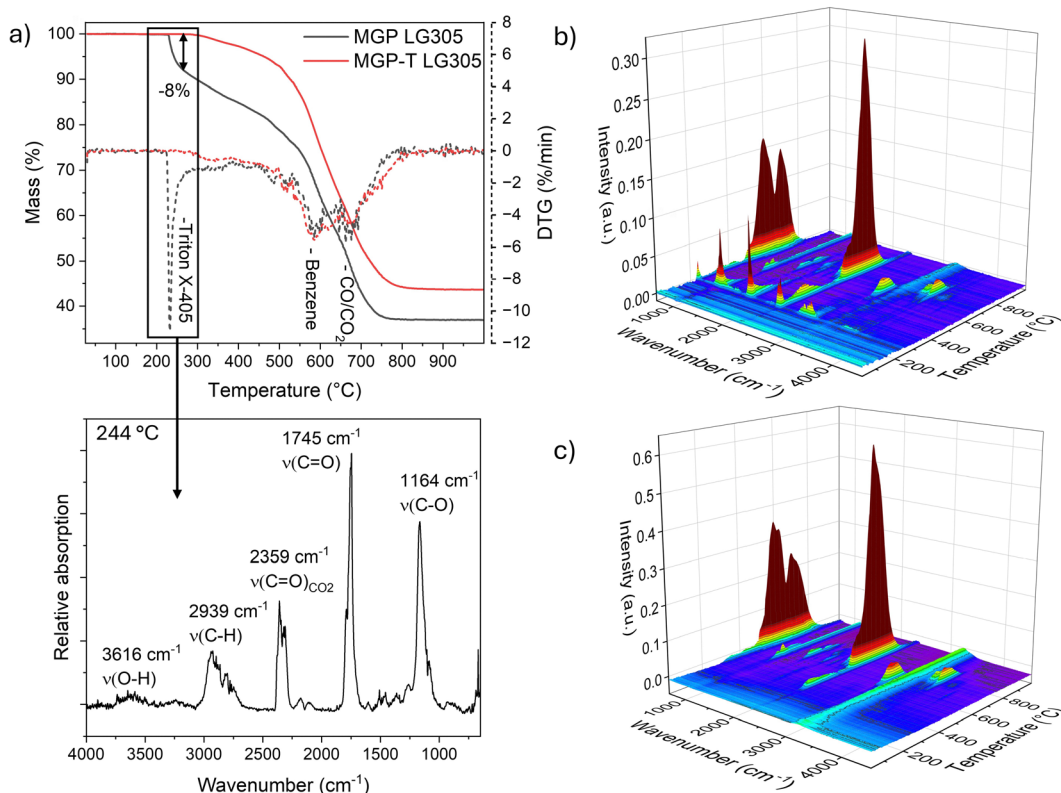 a)
MGP LG305
MGP-T LG305
-8%
-Triton X-405
- Benzene
- CO/CO₂
Mass (%)
100
90
80
70
60
50
40
DTG (%/min)
8
6
4
2
0
−2
−4
−6
−8
−10
−12
100 200 300 400 500 600 700 800 900
Temperature (°C)
244 ºC
1745 cm⁻¹
ν(C=O)
1164 cm⁻¹
ν(C-O)
2359 cm⁻¹
ν(C=O)CO2
2939 cm⁻¹
ν(C-H)
3616 cm⁻¹
ν(O-H)
Relative absorption
4000 3500 3000 2500 2000 1500 1000
Wavenumber (cm⁻¹)
b)
Intensity (a.u.)
0.30
0.25
0.20
0.15
0.10
0.05
0.00
1000 2000 3000 4000
Wavenumber (cm⁻¹)
200 400 600 800
Temperature (°C)
c)
Intensity (a.u.)
0.6
0.5
0.4
0.3
0.2
0.1
-0.0
1000 2000 3000 4000
Wavenumber (cm⁻¹)
200 400 600 800
Temperature (°C)